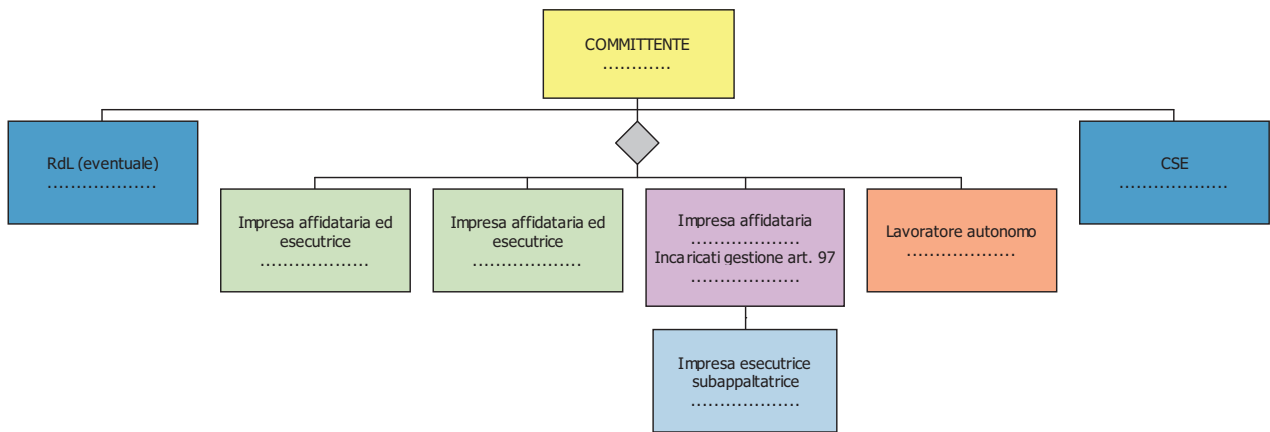 COMMITTENTE
............
RdL (eventuale)
...................
CSE
...................
Impresa affidataria ed
esecutrice
...................
Impresa affidataria ed
esecutrice
...................
Impresa affidataria
...................
Incaricati gestione art. 97
...................
Lavoratore autonomo
...................
Impresa esecutrice
subappaltatrice
...................